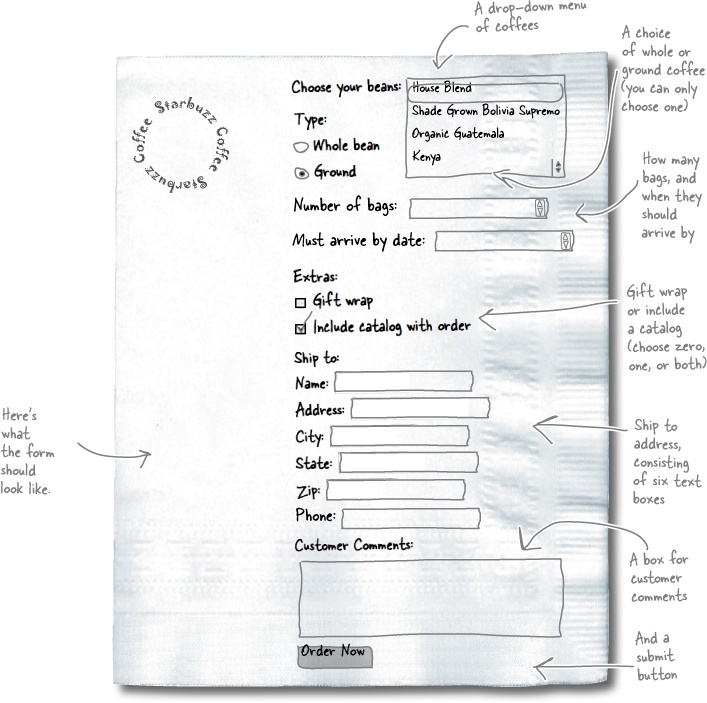 A drop-down menu
of coffees
A choice
of whole or
ground coffee
(you can only
choose one)
Starbuzz Coffee Starbuzz Coffee
Choose your beans:
House Blend
Shade Grown Bolivia Supremo
Organic Guatemala
Kenya
Type:
Whole bean
Ground
How many
bags, and
when they
should
arrive by
Number of bags:
Must arrive by date:
Extras:
Gift wrap
Include catalog with order
Gift wrap
or include
a catalog
(choose zero,
one, or both)
Ship to:
Name:
Address:
City:
State:
Zip:
Phone:
Here's
what
the form
should
look like.
Ship to
address,
consisting
of six text
boxes
Customer Comments:
A box for
customer
comments
Order Now
And a
submit
button